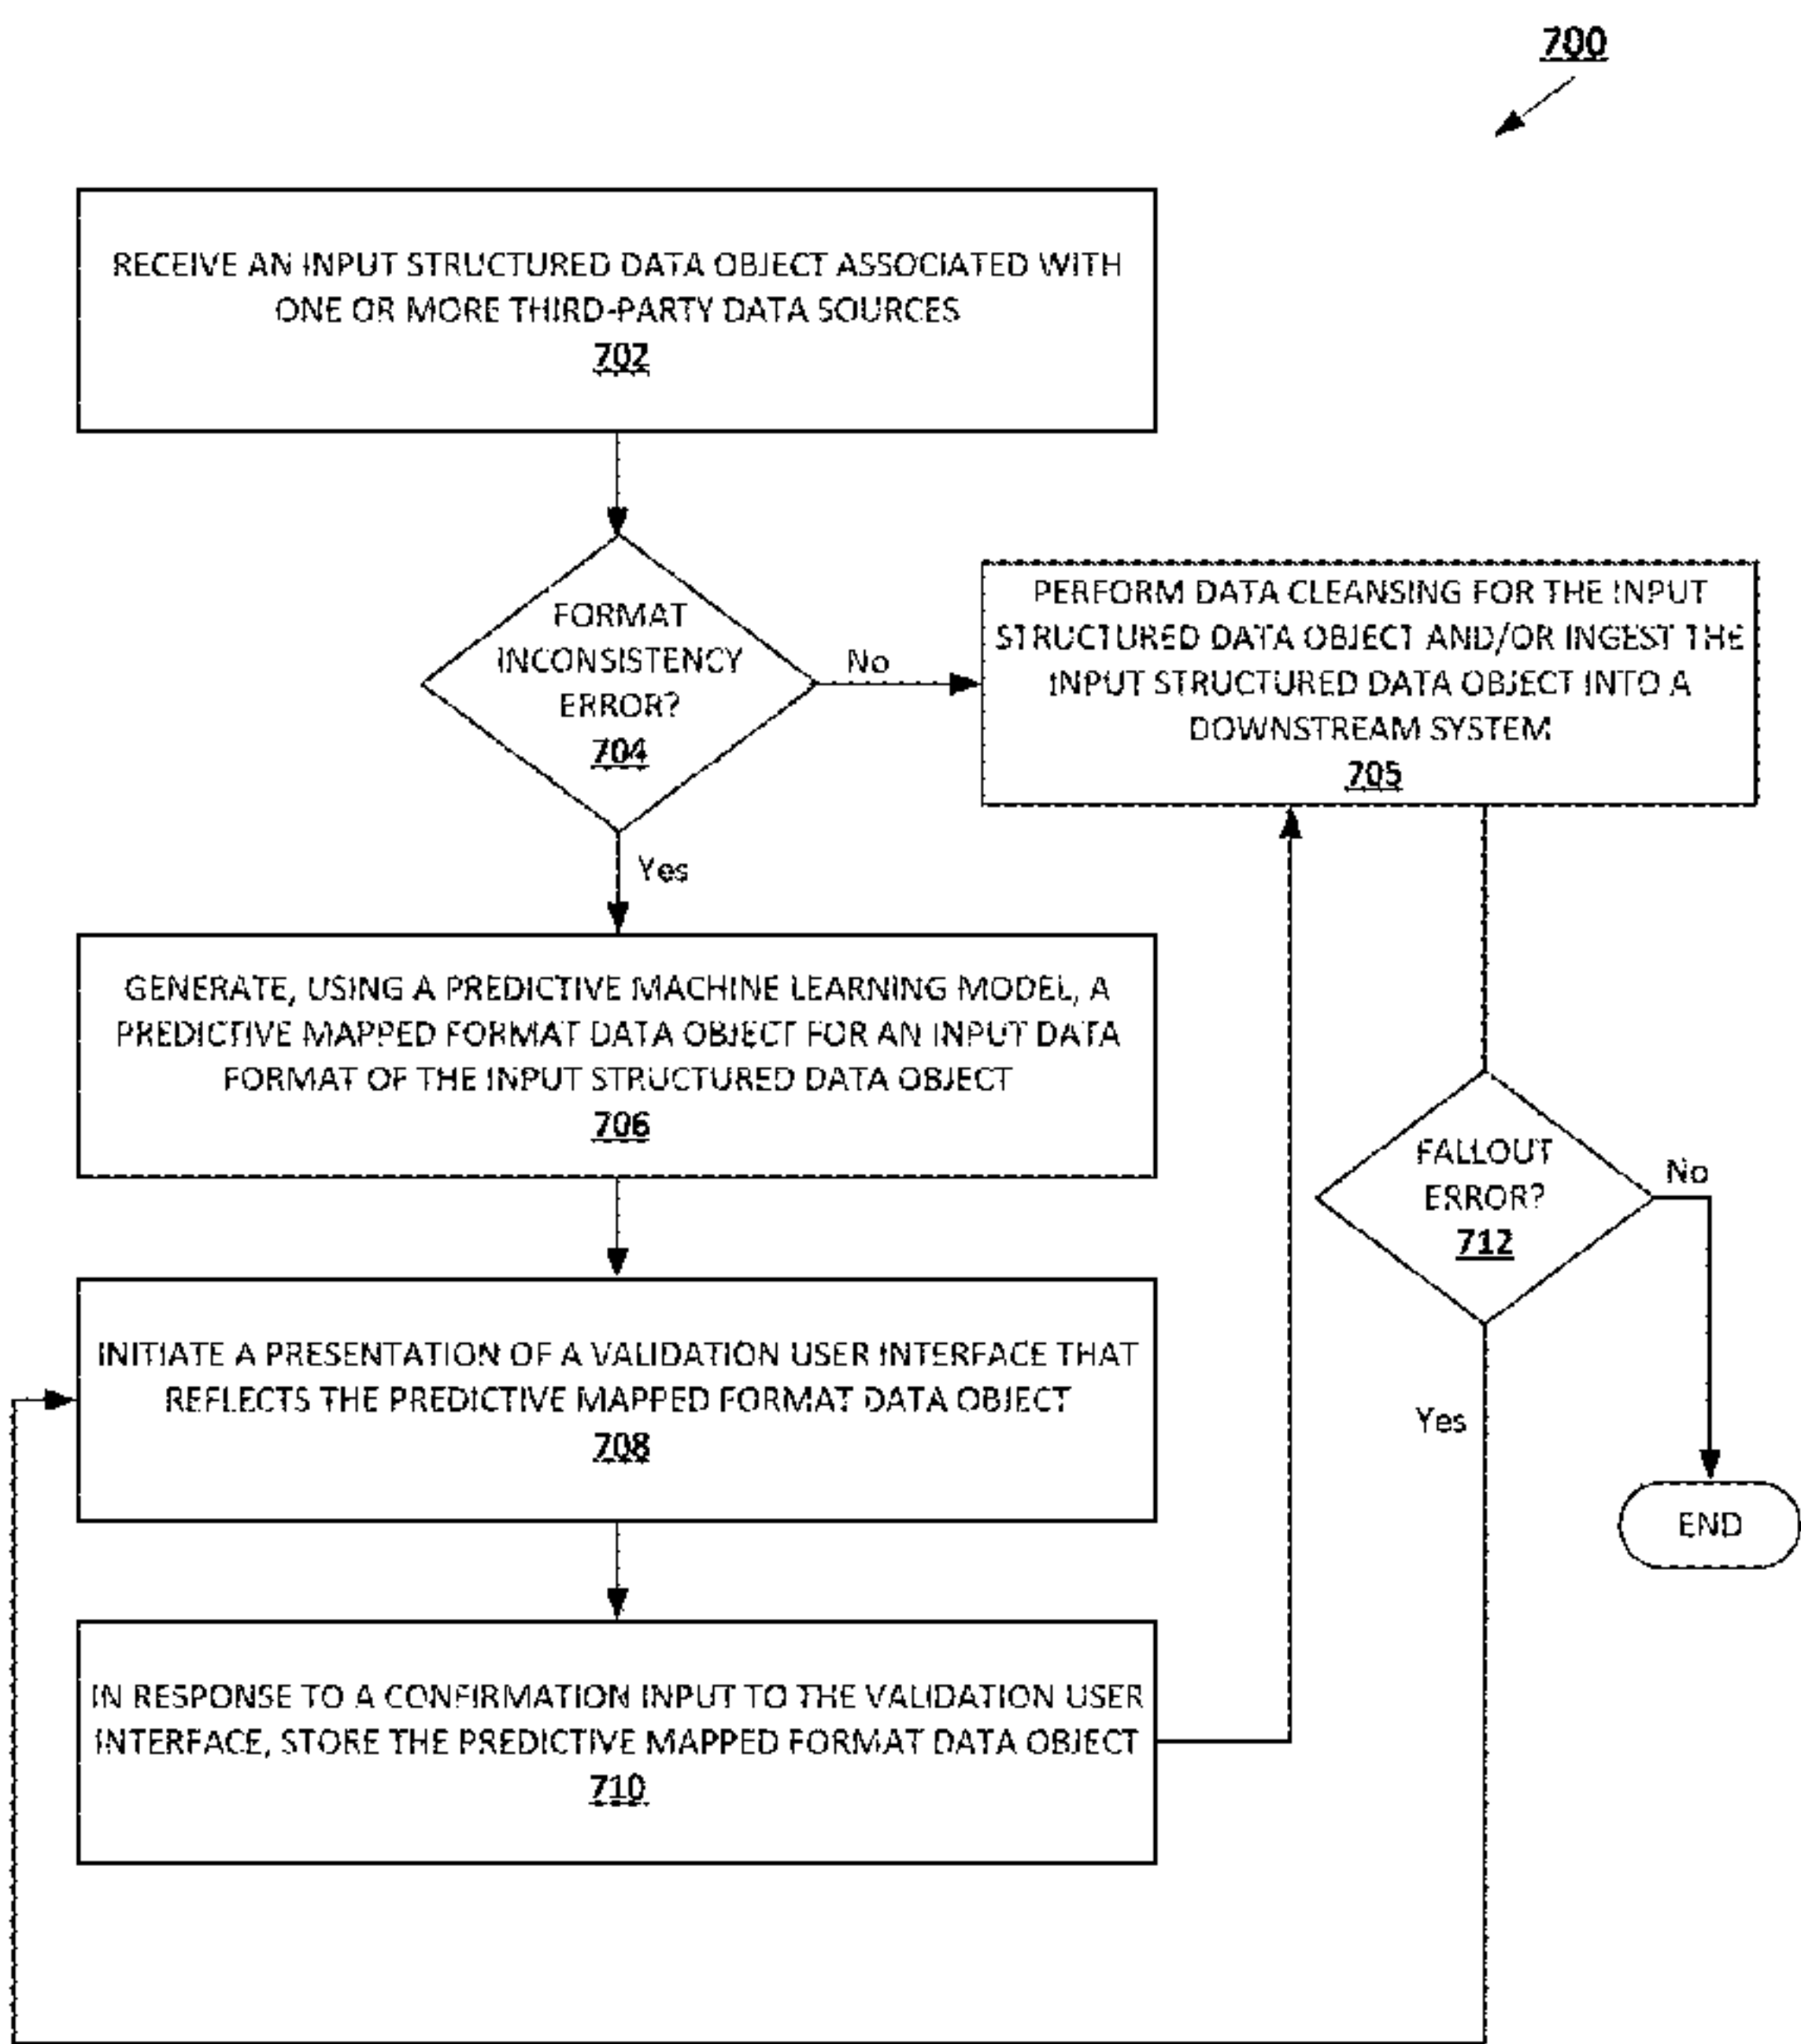 700
RECEIVE AN INPUT STRUCTURED DATA OBJECT ASSOCIATED WITH
ONE OR MORE THIRD-PARTY DATA SOURCES
702
FORMAT
INCONSISTENCY
ERROR?
704
No
PERFORM DATA CLEANSING FOR THE INPUT
STRUCTURED DATA OBJECT AND/OR INGEST THE
INPUT STRUCTURED DATA OBJECT INTO A
DOWNSTREAM SYSTEM
705
Yes
GENERATE, USING A PREDICTIVE MACHINE LEARNING MODEL, A
PREDICTIVE MAPPED FORMAT DATA OBJECT FOR AN INPUT DATA
FORMAT OF THE INPUT STRUCTURED DATA OBJECT
706
FALLOUT
ERROR?
712
No
INITIATE A PRESENTATION OF A VALIDATION USER INTERFACE THAT
REFLECTS THE PREDICTIVE MAPPED FORMAT DATA OBJECT
708
Yes
END
IN RESPONSE TO A CONFIRMATION INPUT TO THE VALIDATION USER
INTERFACE, STORE THE PREDICTIVE MAPPED FORMAT DATA OBJECT
710